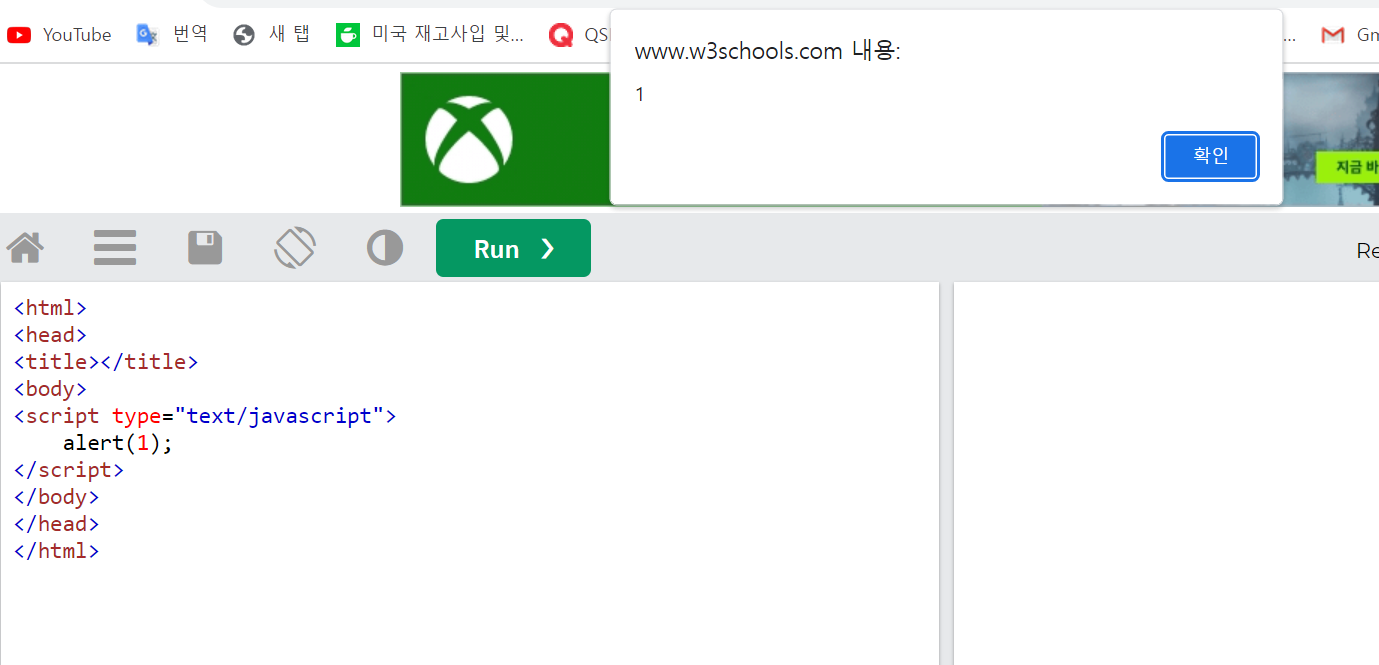 YouTube 번역 새 탭 미국 재고사입 및... QS ... Gm
www.w3schools.com 내용:
1
확인
지금 바
Run ❯
Re
<html>
<head>
<title></title>
<body>
<script type="text/javascript">
    alert(1);
</script>
</body>
</head>
</html>